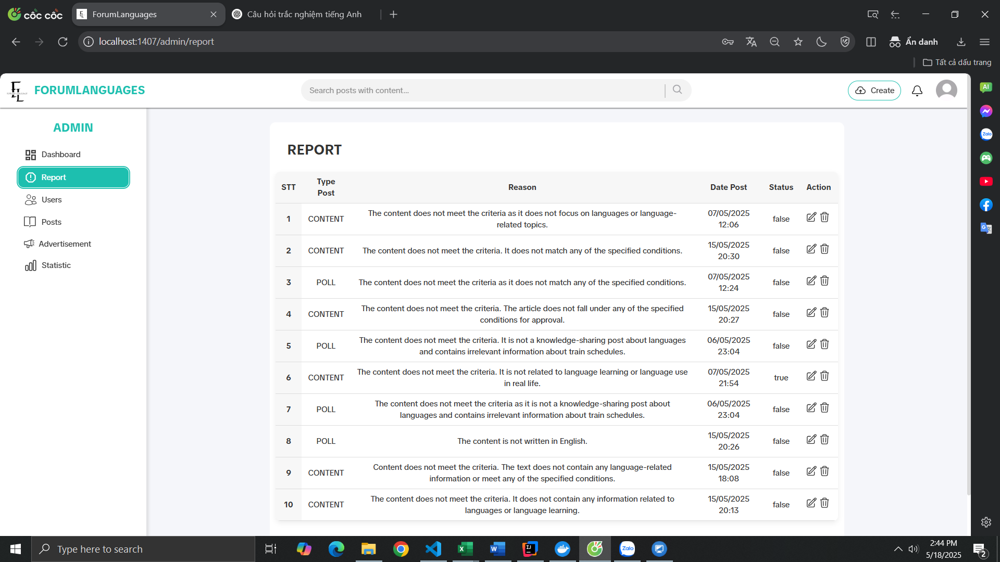 cốc cốc
ForumLanguages
Câu hỏi trắc nghiệm tiếng Anh
localhost:1407/admin/report
Ẩn danh
Tất cả dấu trang
FORUMLANGUAGES
Search posts with content...
Create
ADMIN
Dashboard
Report
Users
Posts
Advertisement
Statistic
REPORT
STT Type Post Reason Date Post Status Action
1 CONTENT The content does not meet the criteria as it does not focus on languages or language-
related topics. 07/05/2025 12:06 false
2 CONTENT The content does not meet the criteria. It does not match any of the specified conditions. 15/05/2025 20:30 false
3 POLL The content does not meet the criteria as it does not match any of the specified conditions. 07/05/2025 12:24 false
4 CONTENT The content does not meet the criteria. The article does not fall under any of the specified
conditions for approval. 15/05/2025 20:27 false
5 POLL The content does not meet the criteria. It is not a knowledge-sharing post about languages
and contains irrelevant information about train schedules. 06/05/2025 23:04 false
6 CONTENT The content does not meet the criteria. It is not related to language learning or language use
in real life. 07/05/2025 21:54 true
7 POLL The content does not meet the criteria as it is not a knowledge-sharing post about
languages and contains irrelevant information about train schedules. 06/05/2025 23:04 false
8 POLL The content is not written in English. 15/05/2025 20:26 false
9 CONTENT Content does not meet the criteria. The text does not contain any language-related
information or meet any of the specified conditions. 15/05/2025 18:08 false
10 CONTENT The content does not meet the criteria. It does not contain any information related to
languages or language learning. 15/05/2025 20:13 false
AI
Zalo
Type here to search
Zalo
2:44 PM
5/18/2025
2